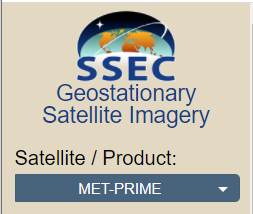 SSEC
Geostationary
Satellite Imagery
Satellite / Product:
MET-PRIME